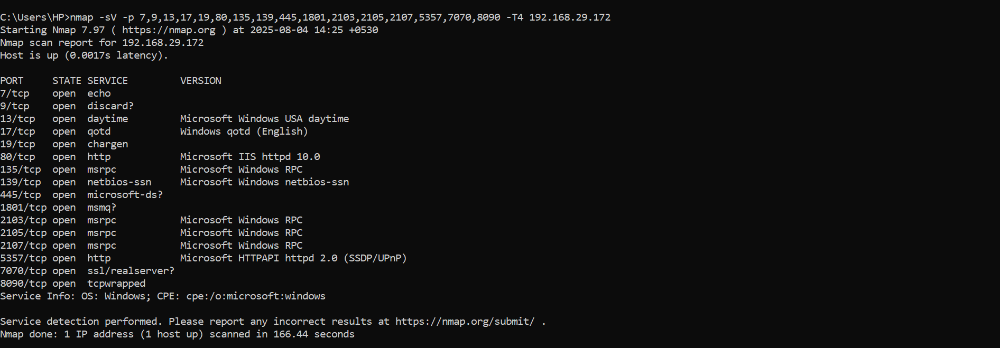 C:\Users\HP>nmap -sV -p 7,9,13,17,19,80,135,139,445,1801,2103,2105,2107,5357,7070,8090 -T4 192.168.29.172
Starting Nmap 7.97 ( https://nmap.org ) at 2025-08-04 14:25 +0530
Nmap scan report for 192.168.29.172
Host is up (0.0017s latency).

PORT     STATE SERVICE         VERSION
7/tcp    open  echo
9/tcp    open  discard?
13/tcp   open  daytime         Microsoft Windows USA daytime
17/tcp   open  qotd            Windows qotd (English)
19/tcp   open  chargen
80/tcp   open  http            Microsoft IIS httpd 10.0
135/tcp  open  msrpc           Microsoft Windows RPC
139/tcp  open  netbios-ssn     Microsoft Windows netbios-ssn
445/tcp  open  microsoft-ds?
1801/tcp open  msmq?
2103/tcp open  msrpc           Microsoft Windows RPC
2105/tcp open  msrpc           Microsoft Windows RPC
2107/tcp open  msrpc           Microsoft Windows RPC
5357/tcp open  http            Microsoft HTTPAPI httpd 2.0 (SSDP/UPnP)
7070/tcp open  ssl/realserver?
8090/tcp open  tcpwrapped
Service Info: OS: Windows; CPE: cpe:/o:microsoft:windows

Service detection performed. Please report any incorrect results at https://nmap.org/submit/ .
Nmap done: 1 IP address (1 host up) scanned in 166.44 seconds